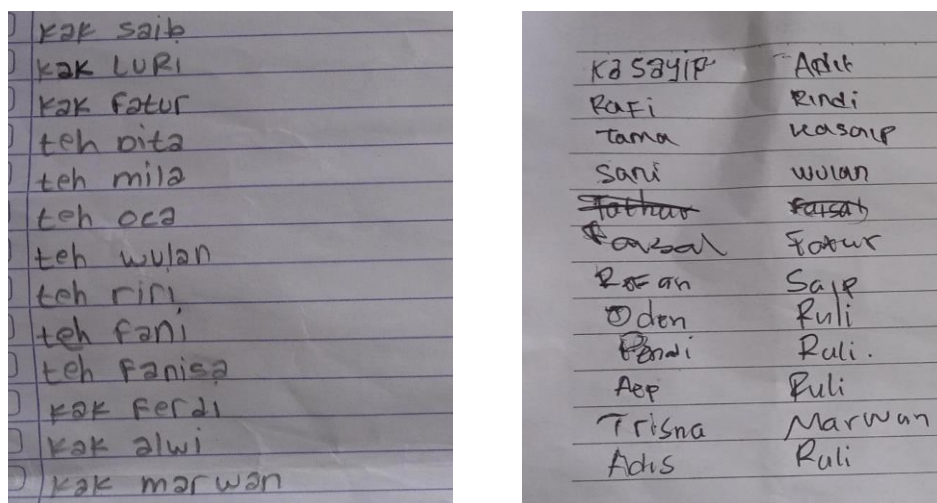 kak saib
kak LURI
kak Fatur
teh pita
teh mila
teh oca
teh wulan
teh riri
teh Fani
teh Fanisa
kak Ferdi
kak alwi
kak marwan
Ka sayip Adit
Rafi Rindi
Tama Kasaip
Sani wulan
Fathur Faisal
Faisal Fatur
Saip
Oden Ruli
Ruli.
Aep Ruli
Trisna Marwan
Adis Ruli